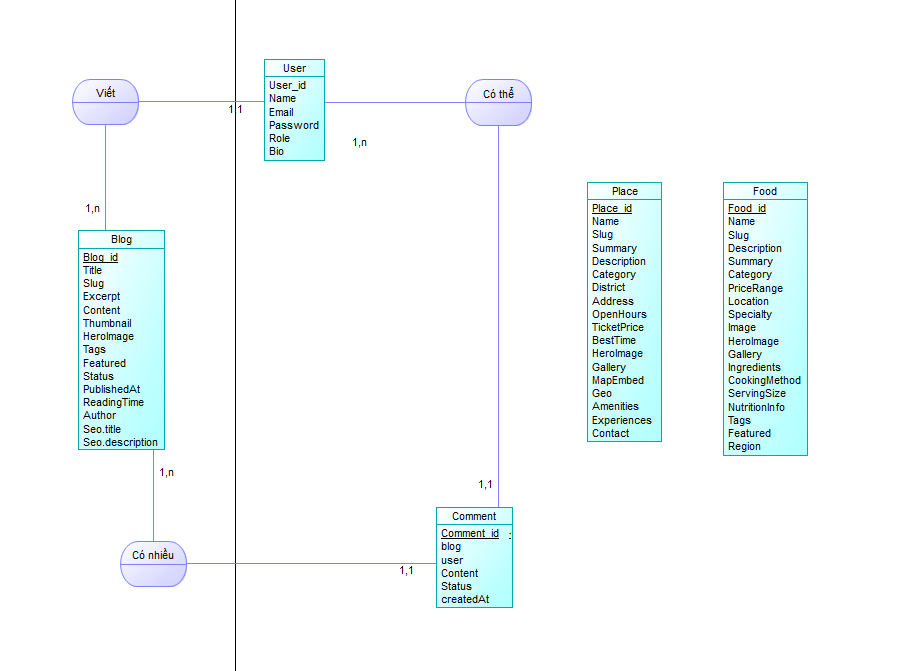 User
User_id
Name
Email
Password
Role
Bio
Viết
1,1
Có thể
1,n
1,n
Blog
Blog_id
Title
Slug
Excerpt
Content
Thumbnail
HeroImage
Tags
Featured
Status
PublishedAt
ReadingTime
Author
Seo.title
Seo.description
1,n
Có nhiều
1,1
1,1
Comment
Comment_id :
blog
user
Content
Status
createdAt
Place
Place_id
Name
Slug
Summary
Description
Category
District
Address
OpenHours
TicketPrice
BestTime
HeroImage
Gallery
MapEmbed
Geo
Amenities
Experiences
Contact
Food
Food_id
Name
Slug
Description
Summary
Category
PriceRange
Location
Specialty
Image
HeroImage
Gallery
Ingredients
CookingMethod
ServingSize
NutritionInfo
Tags
Featured
Region